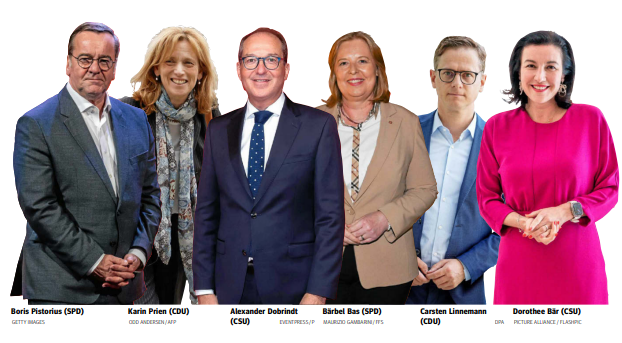 Boris Pistorius (SPD)
GETTY IMAGES
Karin Prien (CDU)
ODD ANDERSEN / AFP
Alexander Dobrindt
(CSU)
EVENTPRESS / P
Bärbel Bas (SPD)
MAURIZIO GAMBARINI / FFS
Carsten Linnemann
(CDU)
DPA
Dorothee Bär (CSU)
PICTURE ALLIANCE / FLASHPIC